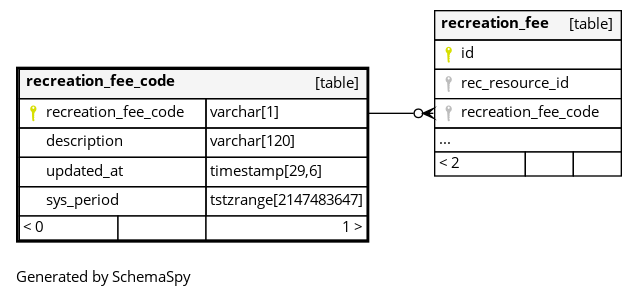 recreation_fee [table]
id
rec_resource_id
recreation_fee_code
...
< 2
recreation_fee_code [table]
recreation_fee_code varchar[1]
description varchar[120]
updated_at timestamp[29,6]
sys_period tstzrange[2147483647]
< 0 1 >
Generated by SchemaSpy